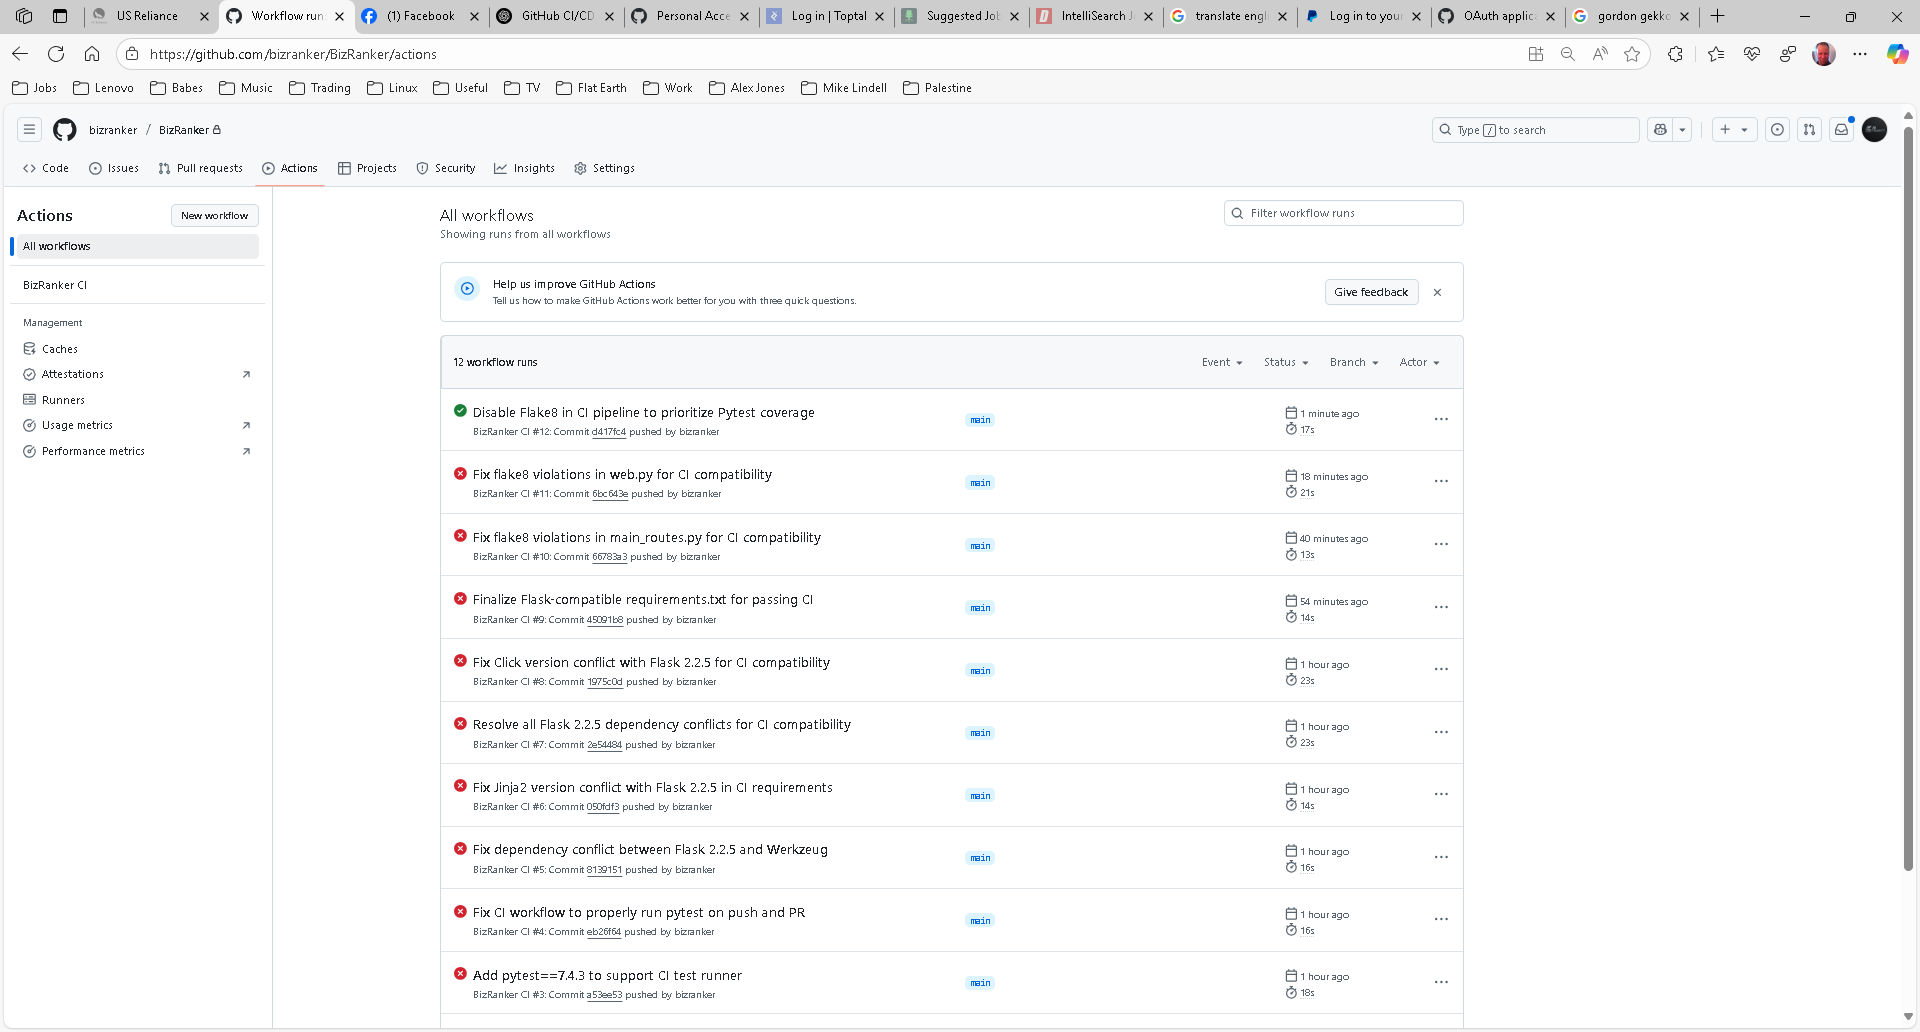 US Reliance
Workflow run
(1) Facebook
GitHub CI/CD
Personal Acce
Log in | Toptal
Suggested Job
IntelliSearch J
translate engli
Log in to your
OAuth applica
gordon gekko
https://github.com/bizranker/BizRanker/actions
Jobs
Lenovo
Babes
Music
Trading
Linux
Useful
TV
Flat Earth
Work
Alex Jones
Mike Lindell
Palestine
bizranker / BizRanker
Type / to search
Code
Issues
Pull requests
Actions
Projects
Security
Insights
Settings
Actions
New workflow
All workflows
BizRanker CI
Management
Caches
Attestations
Runners
Usage metrics
Performance metrics
All workflows
Showing runs from all workflows
Filter workflow runs
Help us improve GitHub Actions
Tell us how to make GitHub Actions work better for you with three quick questions.
Give feedback
12 workflow runs
Event
Status
Branch
Actor
Disable Flake8 in CI pipeline to prioritize Pytest coverage
BizRanker CI #12: Commit d417fc4 pushed by bizranker
main
1 minute ago
17s
Fix flake8 violations in web.py for CI compatibility
BizRanker CI #11: Commit 6bc643e pushed by bizranker
main
18 minutes ago
21s
Fix flake8 violations in main_routes.py for CI compatibility
BizRanker CI #10: Commit 66783a3 pushed by bizranker
main
40 minutes ago
13s
Finalize Flask-compatible requirements.txt for passing CI
BizRanker CI #9: Commit 45091b8 pushed by bizranker
main
54 minutes ago
14s
Fix Click version conflict with Flask 2.2.5 for CI compatibility
BizRanker CI #8: Commit 1975c0d pushed by bizranker
main
1 hour ago
23s
Resolve all Flask 2.2.5 dependency conflicts for CI compatibility
BizRanker CI #7: Commit 2e54484 pushed by bizranker
main
1 hour ago
23s
Fix Jinja2 version conflict with Flask 2.2.5 in CI requirements
BizRanker CI #6: Commit 050fdf3 pushed by bizranker
main
1 hour ago
14s
Fix dependency conflict between Flask 2.2.5 and Werkzeug
BizRanker CI #5: Commit 8139151 pushed by bizranker
main
1 hour ago
16s
Fix CI workflow to properly run pytest on push and PR
BizRanker CI #4: Commit eb26f64 pushed by bizranker
main
1 hour ago
16s
Add pytest==7.4.3 to support CI test runner
BizRanker CI #3: Commit a53ee53 pushed by bizranker
main
1 hour ago
18s